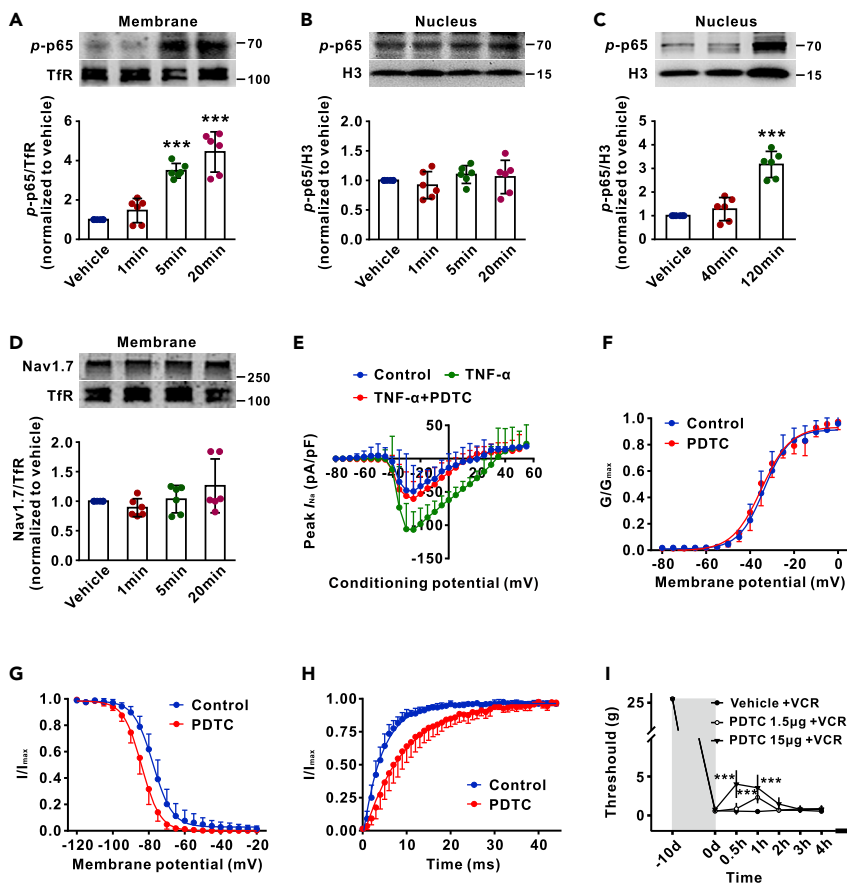 A
Membrane
p-p65
70
TfR
100
p-p65/TfR
(normalized to vehicle)
6
4
2
0
***
***
Vehicle
1min
5min
20min
B
Nucleus
p-p65
70
H3
15
p-p65/H3
(normalized to vehicle)
2.0
1.5
1.0
0.5
0.0
Vehicle
1min
5min
20min
C
Nucleus
p-p65
70
H3
15
p-p65/H3
(normalized to vehicle)
5
4
3
2
1
0
***
Vehicle
40min
120min
D
Membrane
Nav1.7
250
TfR
100
Nav1.7/TfR
(normalized to vehicle)
2.0
1.5
1.0
0.5
0.0
Vehicle
1min
5min
20min
E
Control
TNF-α
TNF-α+PDTC
50
-80 -60 -40 -20 20 40 60
-50
-100
-150
Peak INa (pA/pF)
Conditioning potential (mV)
F
Control
PDTC
G/Gmax
1.0
0.8
0.6
0.4
0.2
0.0
-80 -60 -40 -20 0
Membrane potential (mV)
G
Control
PDTC
I/Imax
1.00
0.75
0.50
0.25
0.00
-120 -100 -80 -60 -40 -20
Membrane potential (mV)
H
Control
PDTC
I/Imax
1.00
0.75
0.50
0.25
0.00
0 10 20 30 40
Time (ms)
I
Vehicle +VCR
PDTC 1.5μg +VCR
PDTC 15μg +VCR
Threshould (g)
25
5
0
***
***
***
-10d
0d
0.5h
1h
2h
3h
4h
Time